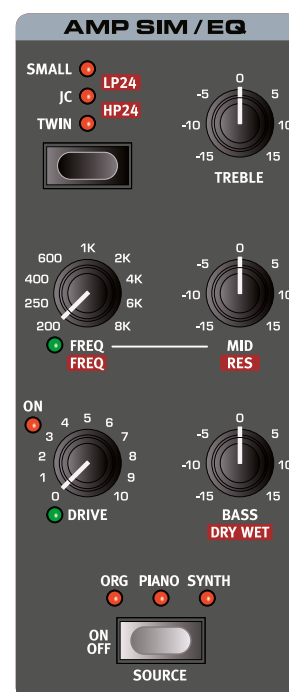 AMP SIM / EQ
SMALL
LP24
JC
HP24
TWIN
0
-5 5
-10 10
-15 15
TREBLE
1K
600 2K
400 4K
250 6K
200 8K
FREQ
FREQ
0
-5 5
-10 10
-15 15
MID
RES
ON
5
4 6
3 7
2 8
1 9
0 10
DRIVE
0
-5 5
-10 10
-15 15
BASS
DRY WET
ORG PIANO SYNTH
ON
OFF
SOURCE